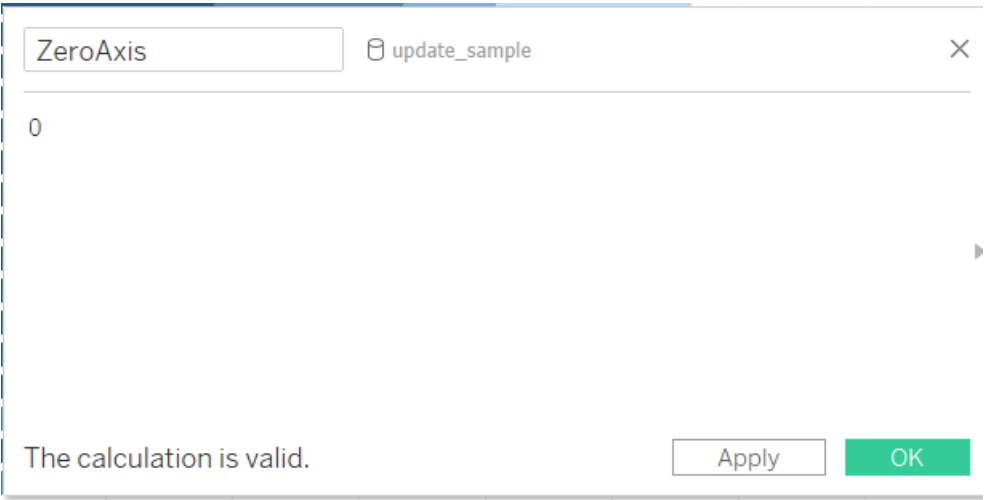 ZeroAxis update_sample
0
The calculation is valid. Apply OK